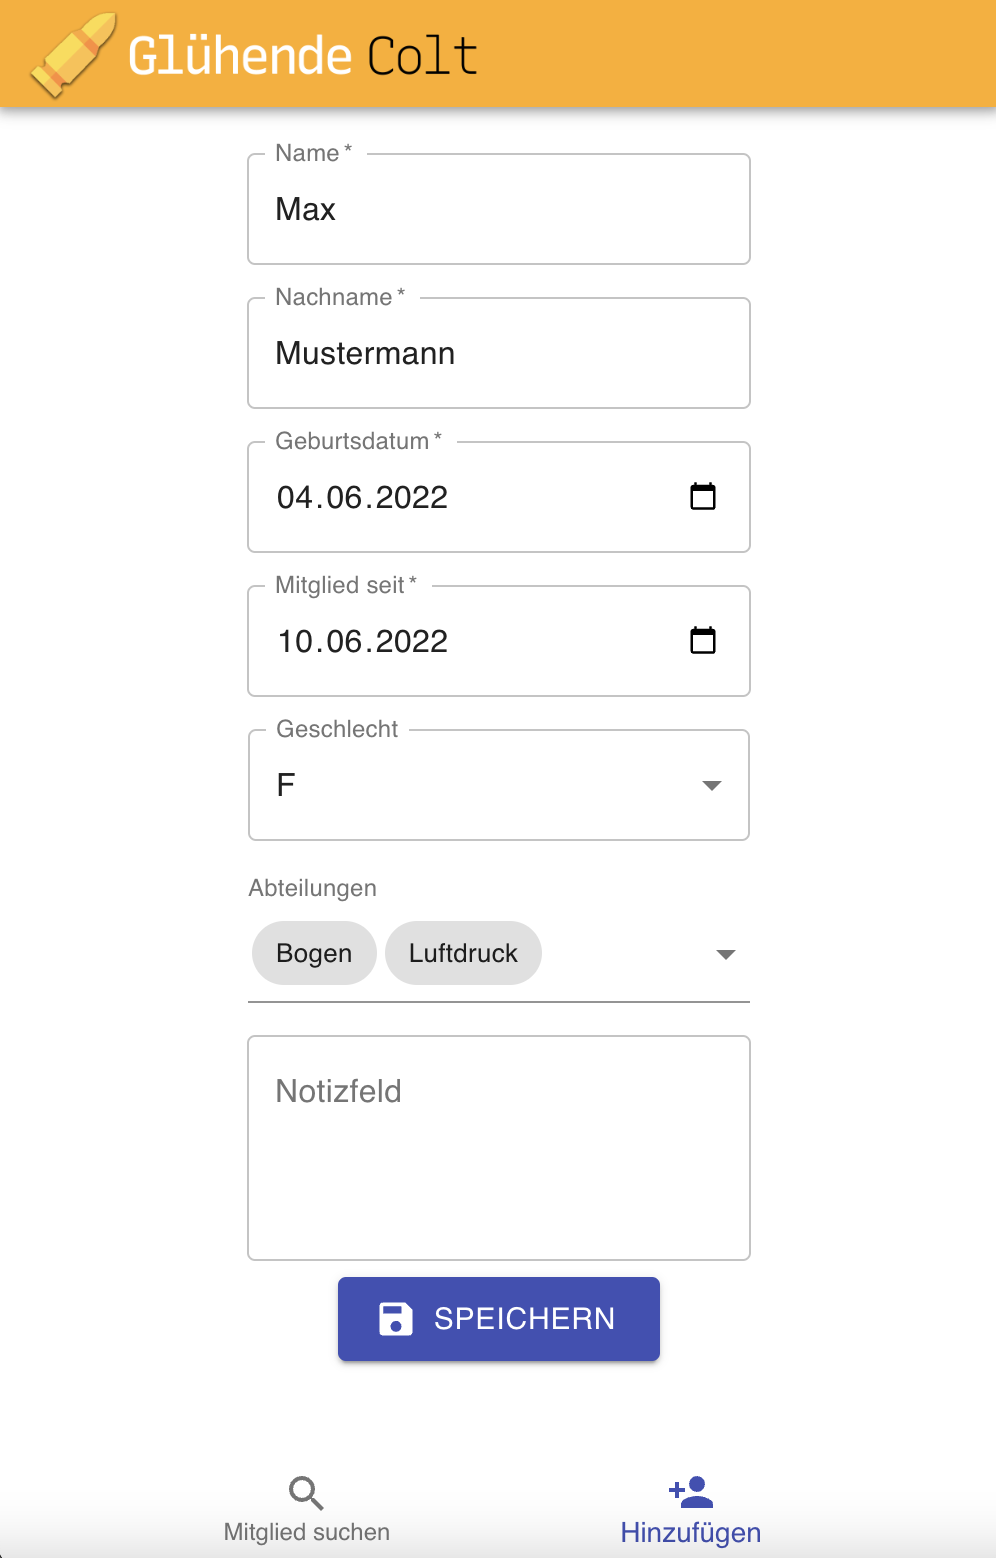 Glühende Colt
Name *
Max
Nachname *
Mustermann
Geburtsdatum *
04.06.2022
Mitglied seit *
10.06.2022
Geschlecht
F
Abteilungen
Bogen Luftdruck
Notizfeld
SPEICHERN
Mitglied suchen Hinzufügen